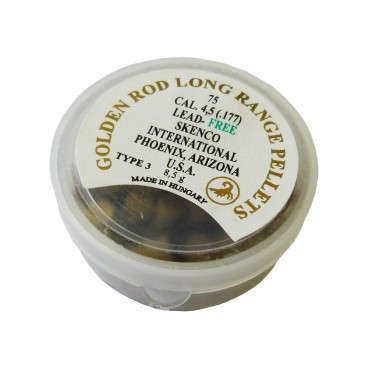 GOLDEN ROD LONG RANGE PELLETS
75
CAL. 4,5 (.177)
LEAD- FREE
SKENCO
INTERNATIONAL
PHOENIX, ARIZONA
U.S.A.
TYPE 3
8,5 g
MADE IN HUNGARY